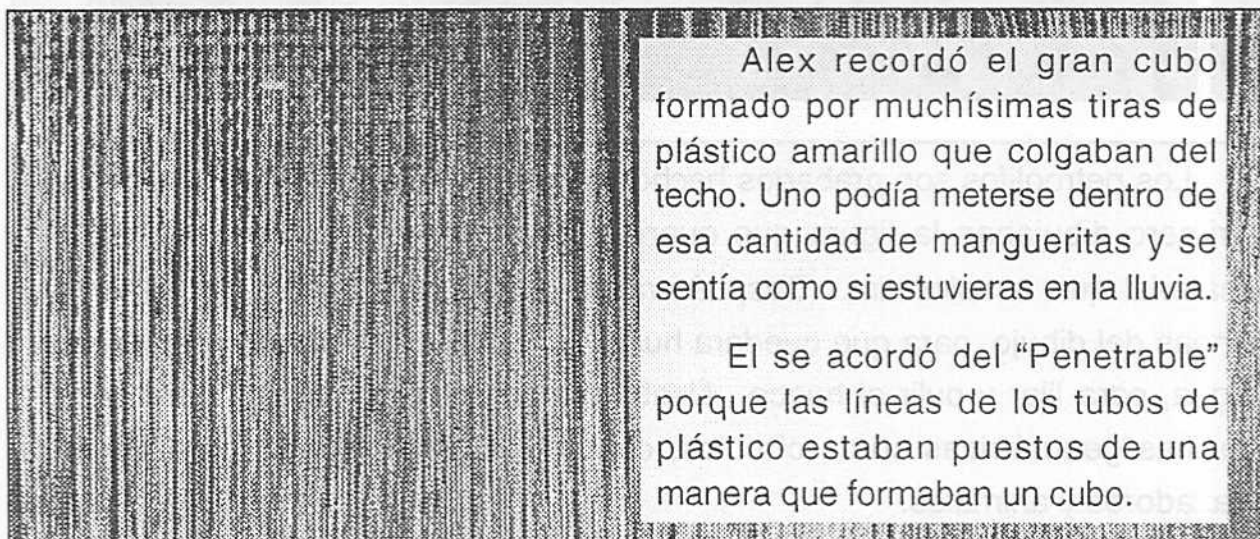 Alex recordó el gran cubo
formado por muchísimas tiras de
plástico amarillo que colgaban del
techo. Uno podía meterse dentro de
esa cantidad de mangueritas y se
sentía como si estuvieras en la lluvia.
El se acordó del “Penetrable”
porque las líneas de los tubos de
plástico estaban puestos de una
manera que formaban un cubo.